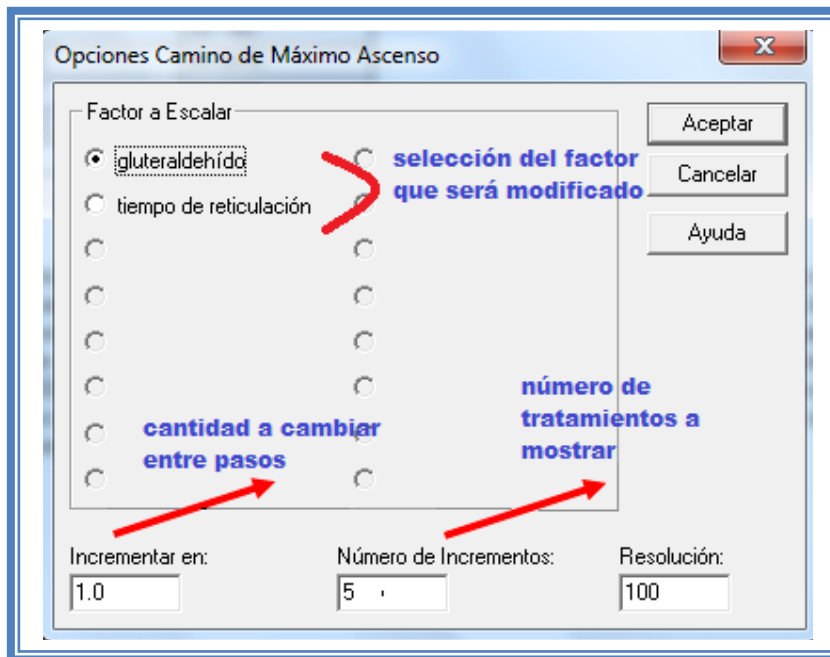 Opciones Camino de Máximo Ascenso
Factor a Escalar
gluteraldehído
tiempo de reticulación
selección del factor
que será modificado
Aceptar
Cancelar
Ayuda
cantidad a cambiar
entre pasos
número de
tratamientos a
mostrar
Incrementar en:
1.0
Número de Incrementos:
5
Resolución:
100